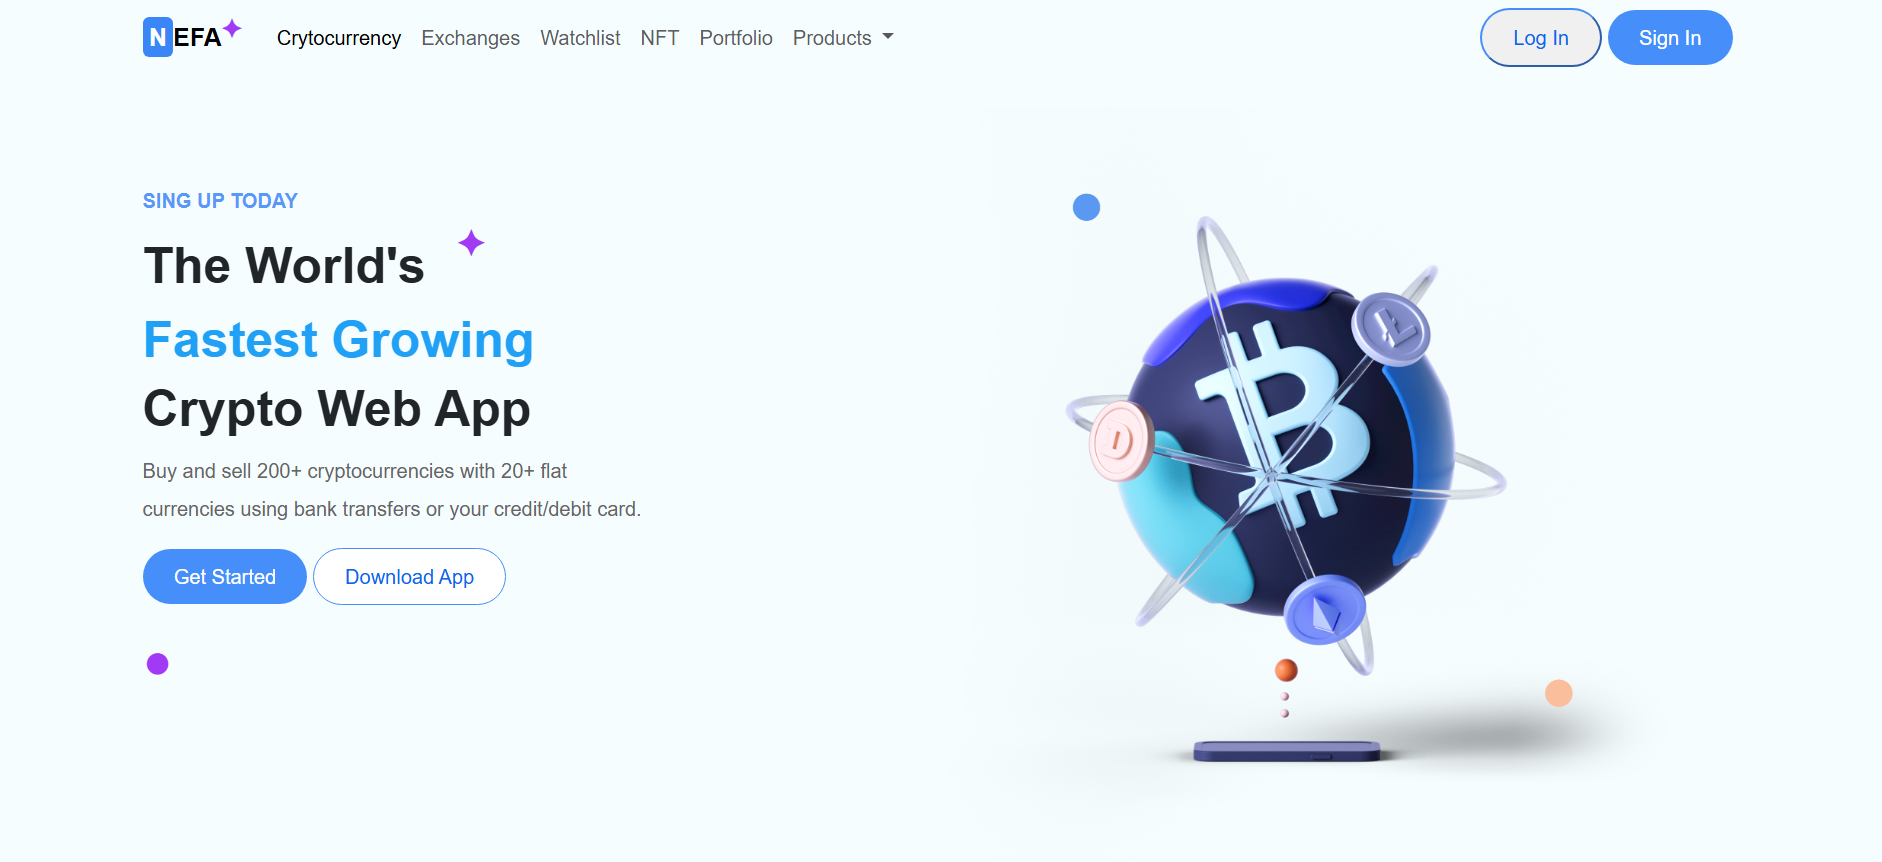 NEFA
Crytocurrency Exchanges Watchlist NFT Portfolio Products
Log In Sign In
SING UP TODAY
The World's
Fastest Growing
Crypto Web App
Buy and sell 200+ cryptocurrencies with 20+ flat
currencies using bank transfers or your credit/debit card.
Get Started Download App